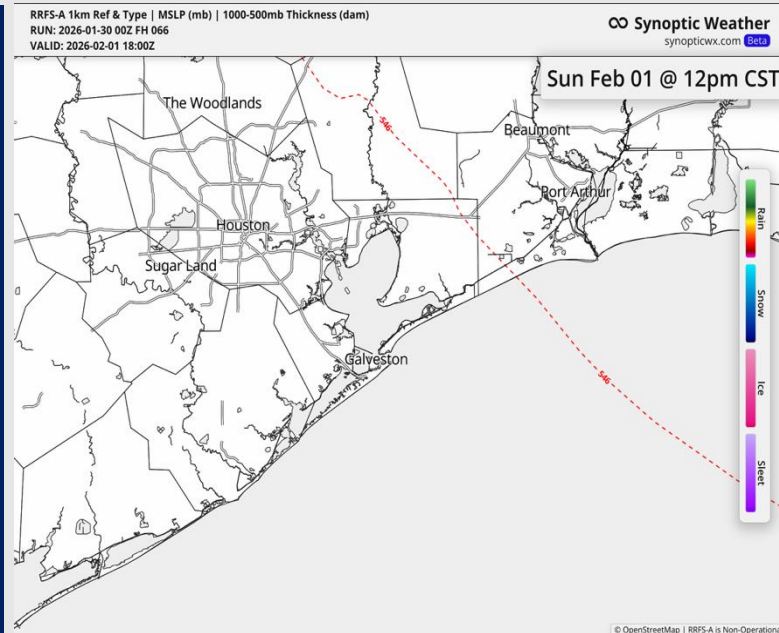 RRFS-A 1km Ref & Type | MSLP (mb) | 1000-500mb Thickness (dam)
RUN: 2026-01-30 00Z FH 066
VALID: 2026-02-01 18:00Z
Synoptic Weather
synopticwx.com Beta
Sun Feb 01 @ 12pm CST
The Woodlands
546
Beaumont
Port Arthur
Houston
Sugar Land
Galveston
546
Rain
Snow
Ice
Sleet
© OpenStreetMap | RRFS-A is Non-Operationa